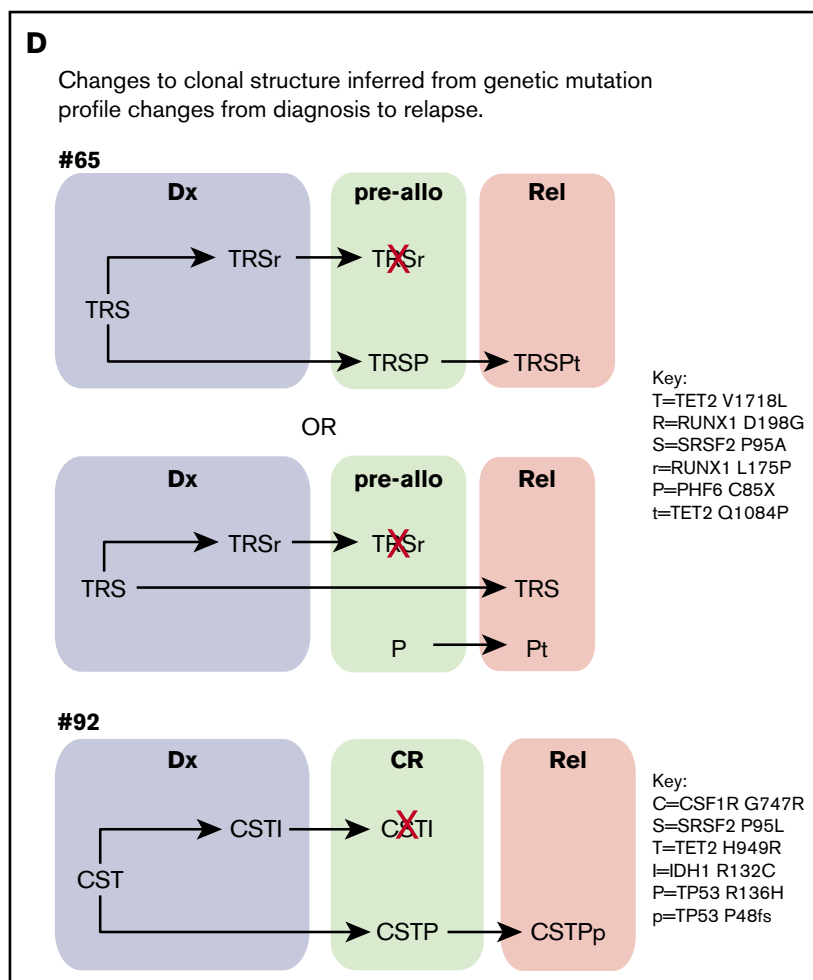 D
Changes to clonal structure inferred from genetic mutation
profile changes from diagnosis to relapse.
#65
Dx pre-allo Rel
TRSr TRSr
TRS
TRSP TRSPt
OR
Dx pre-allo Rel
TRSr TRSr
TRS TRS
P Pt
Key:
T=TET2 V1718L
R=RUNX1 D198G
S=SRSF2 P95A
r=RUNX1 L175P
P=PHF6 C85X
t=TET2 Q1084P
#92
Dx CR Rel
CSTI CSTI
CST
CSTP CSTPp
Key:
C=CSF1R G747R
S=SRSF2 P95L
T=TET2 H949R
I=IDH1 R132C
P=TP53 R136H
p=TP53 P48fs